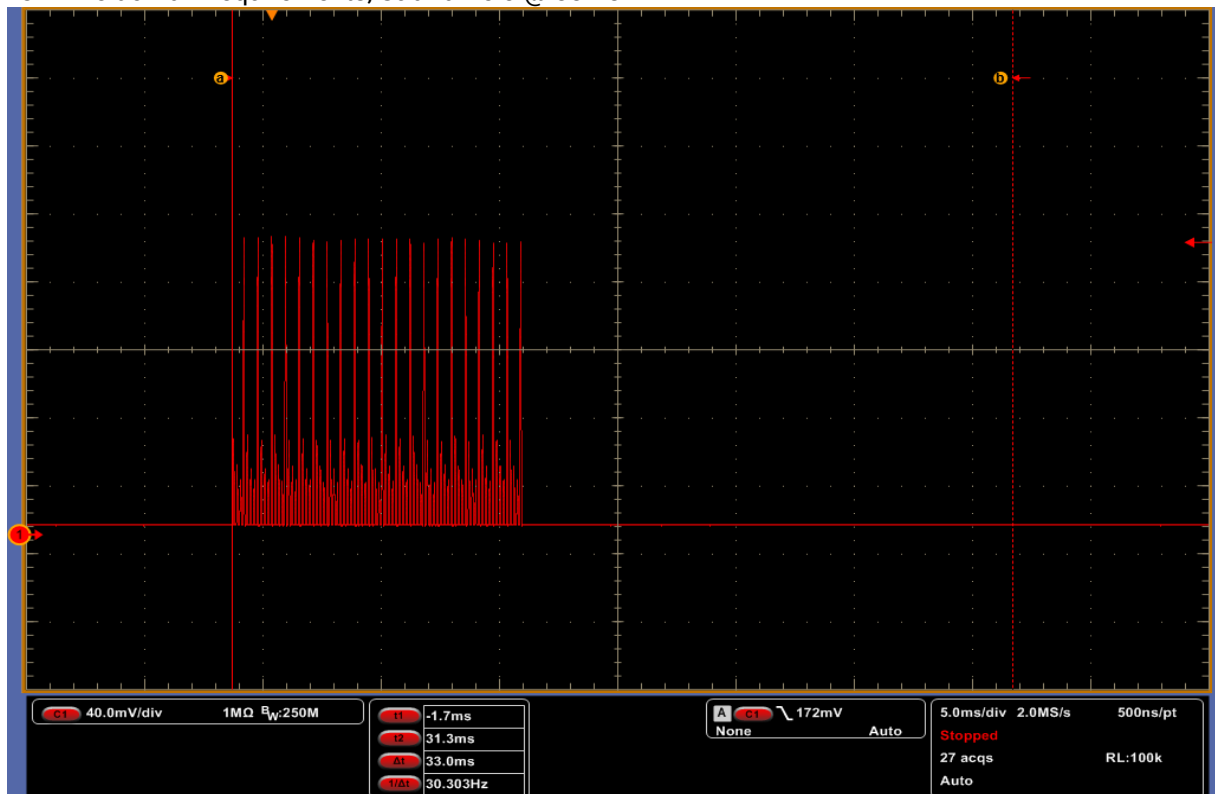 a b
1
C1 40.0mV/div 1MΩ BW:250M
t1 -1.7ms
t2 31.3ms
Δt 33.0ms
1/Δt 30.303Hz
A C1 172mV
None Auto
5.0ms/div 2.0MS/s 500ns/pt
Stopped
27 acqs RL:100k
Auto